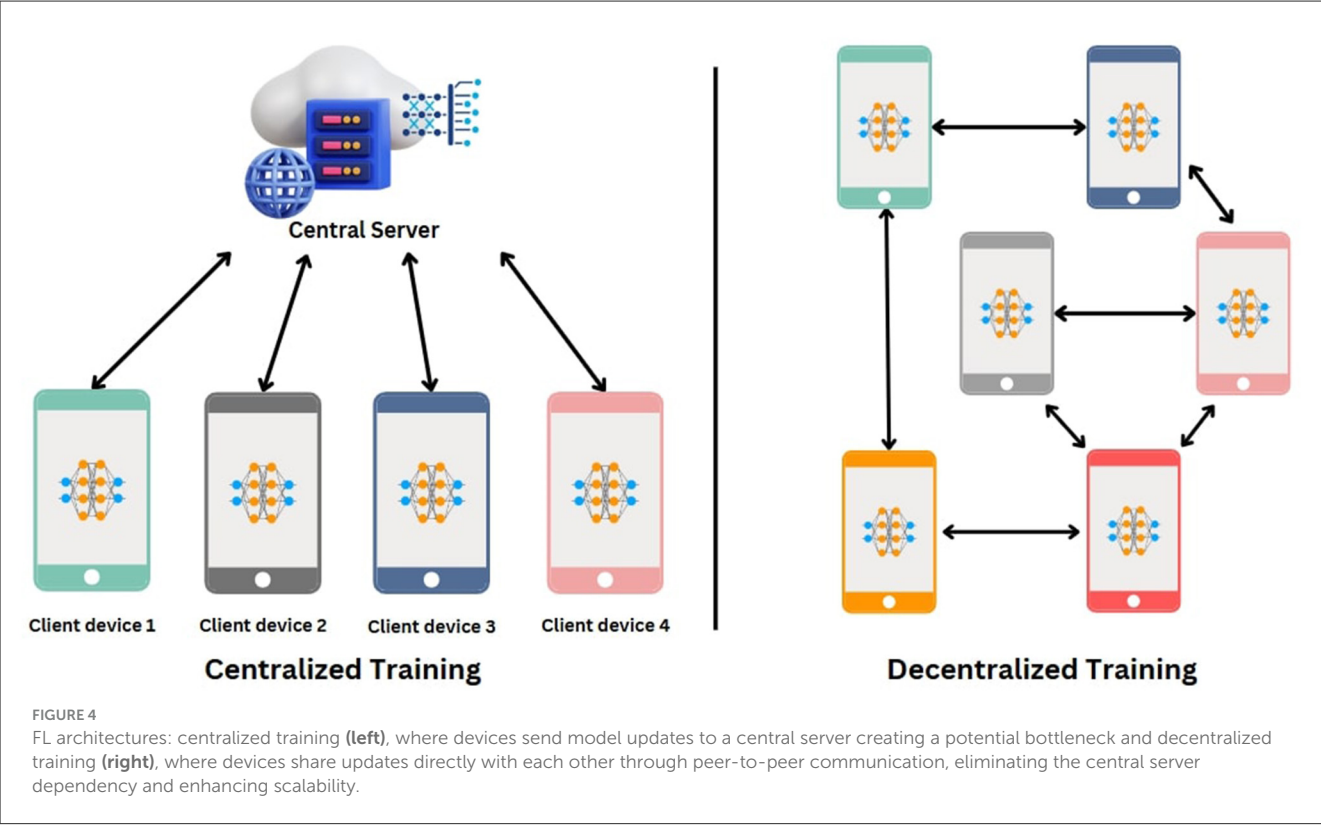 Central Server
Client device 1
Client device 2
Client device 3
Client device 4
Centralized Training
Decentralized Training
FIGURE 4
FL architectures: centralized training (left), where devices send model updates to a central server creating a potential bottleneck and decentralized
training (right), where devices share updates directly with each other through peer-to-peer communication, eliminating the central server
dependency and enhancing scalability.